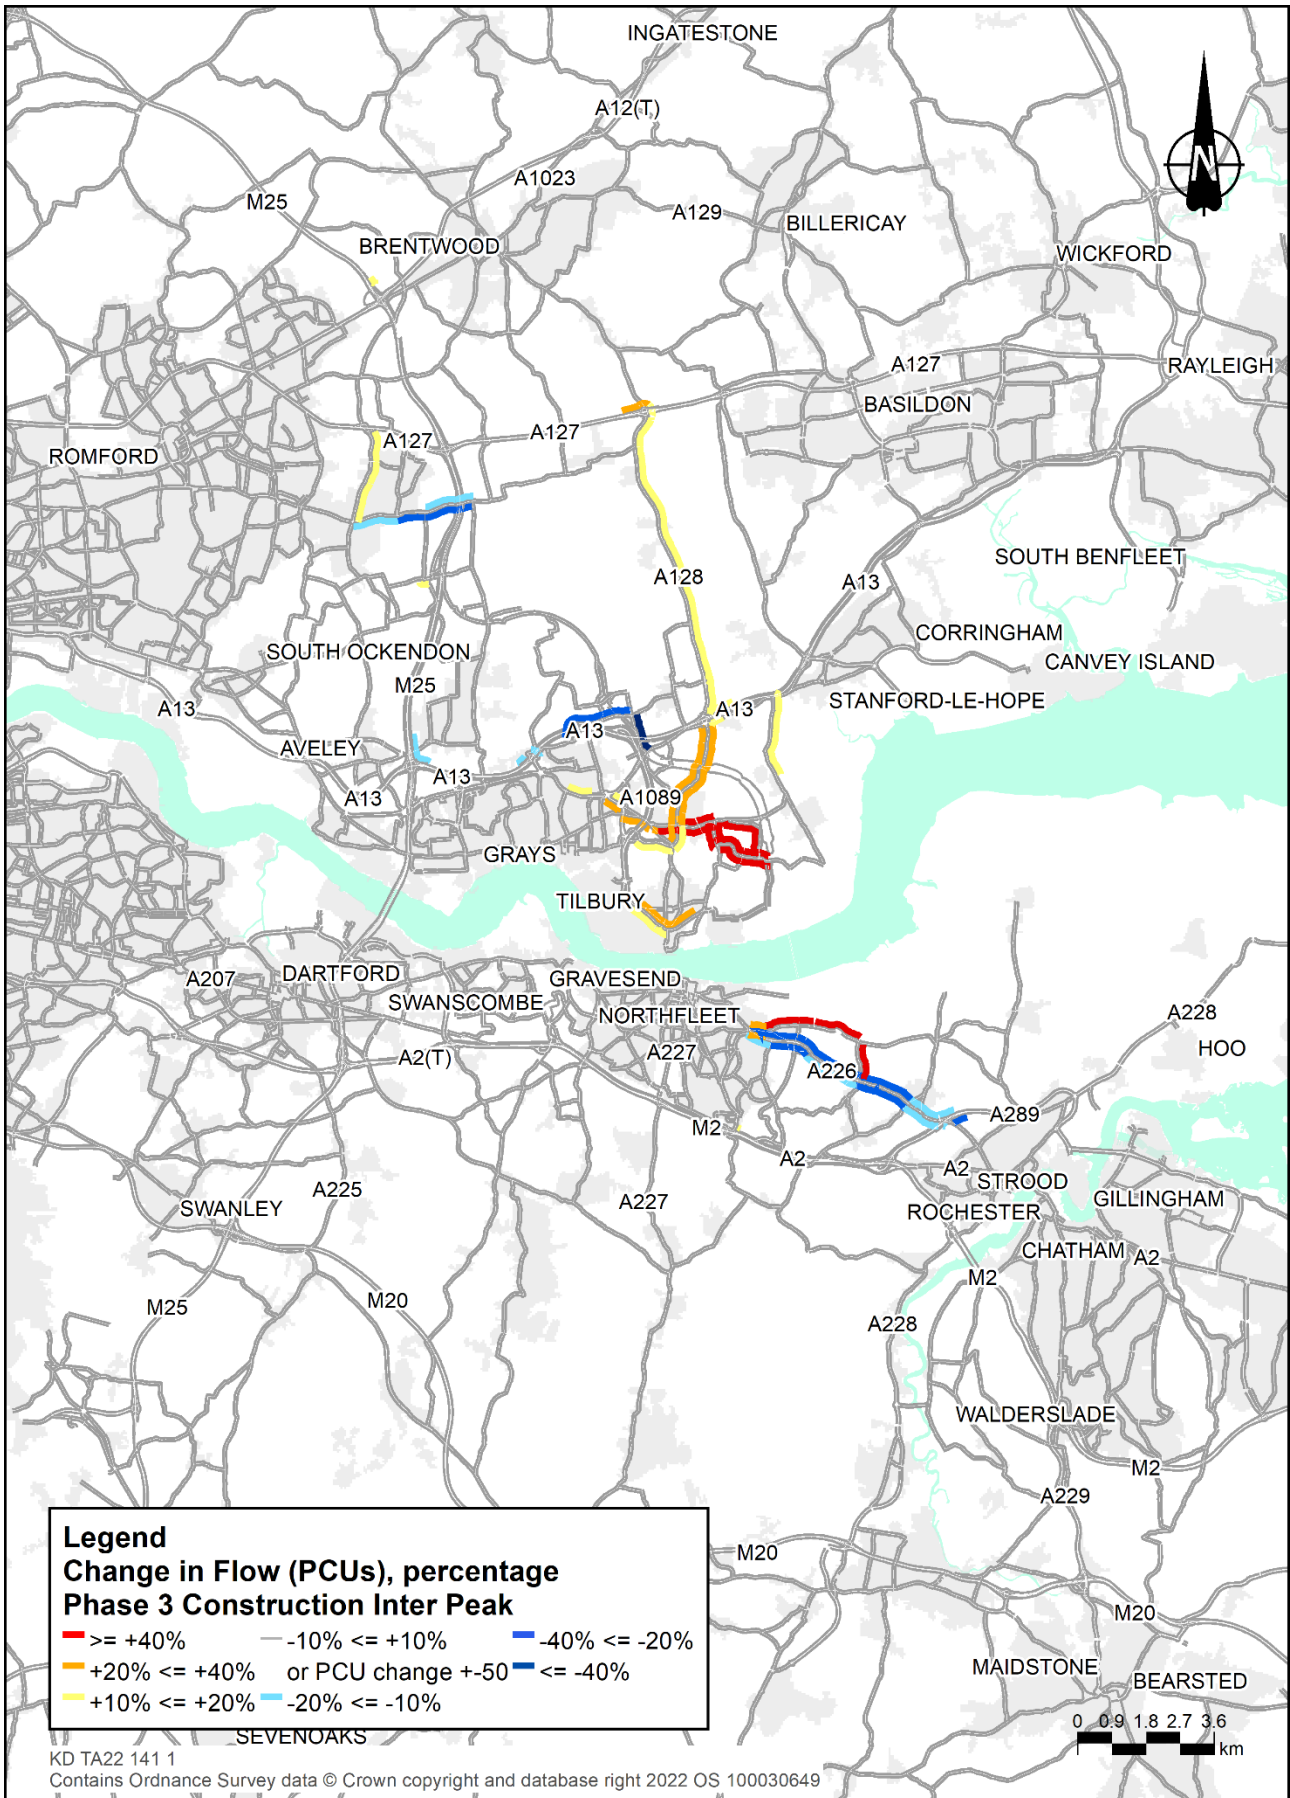 INGATESTONE
A12(T)
A1023
M25
A129
BILLERICAY
BRENTWOOD
WICKFORD
N
A127
RAYLEIGH
BASILDON
A127
A127
ROMFORD
SOUTH BENFLEET
A128
A13
CORRINGHAM
SOUTH OCKENDON
CANVEY ISLAND
M25
STANFORD-LE-HOPE
A13
A13
A13
AVELEY
A13
A13
A1089
GRAYS
TILBURY
A207
DARTFORD
GRAVESEND
SWANSCOMBE
NORTHFLEET
A228
HOO
A2(T)
A227
A226
A289
M2
A2
A2
STROOD
A225
SWANLEY
A227
GILLINGHAM
ROCHESTER
CHATHAM
A2
M2
M25
M20
A228
WALDERSLADE
M2
A229
M20
M20
MAIDSTONE
BEARSTED
Legend
Change in Flow (PCUs), percentage
Phase 3 Construction Inter Peak
>= +40%
+20% <= +40%
+10% <= +20%
-10% <= +10%
or PCU change +-50
-20% <= -10%
-40% <= -20%
<= -40%
0 0.9 1.8 2.7 3.6
km
SEVENOAKS
KD TA22 141 1
Contains Ordnance Survey data © Crown copyright and database right 2022 OS 100030649